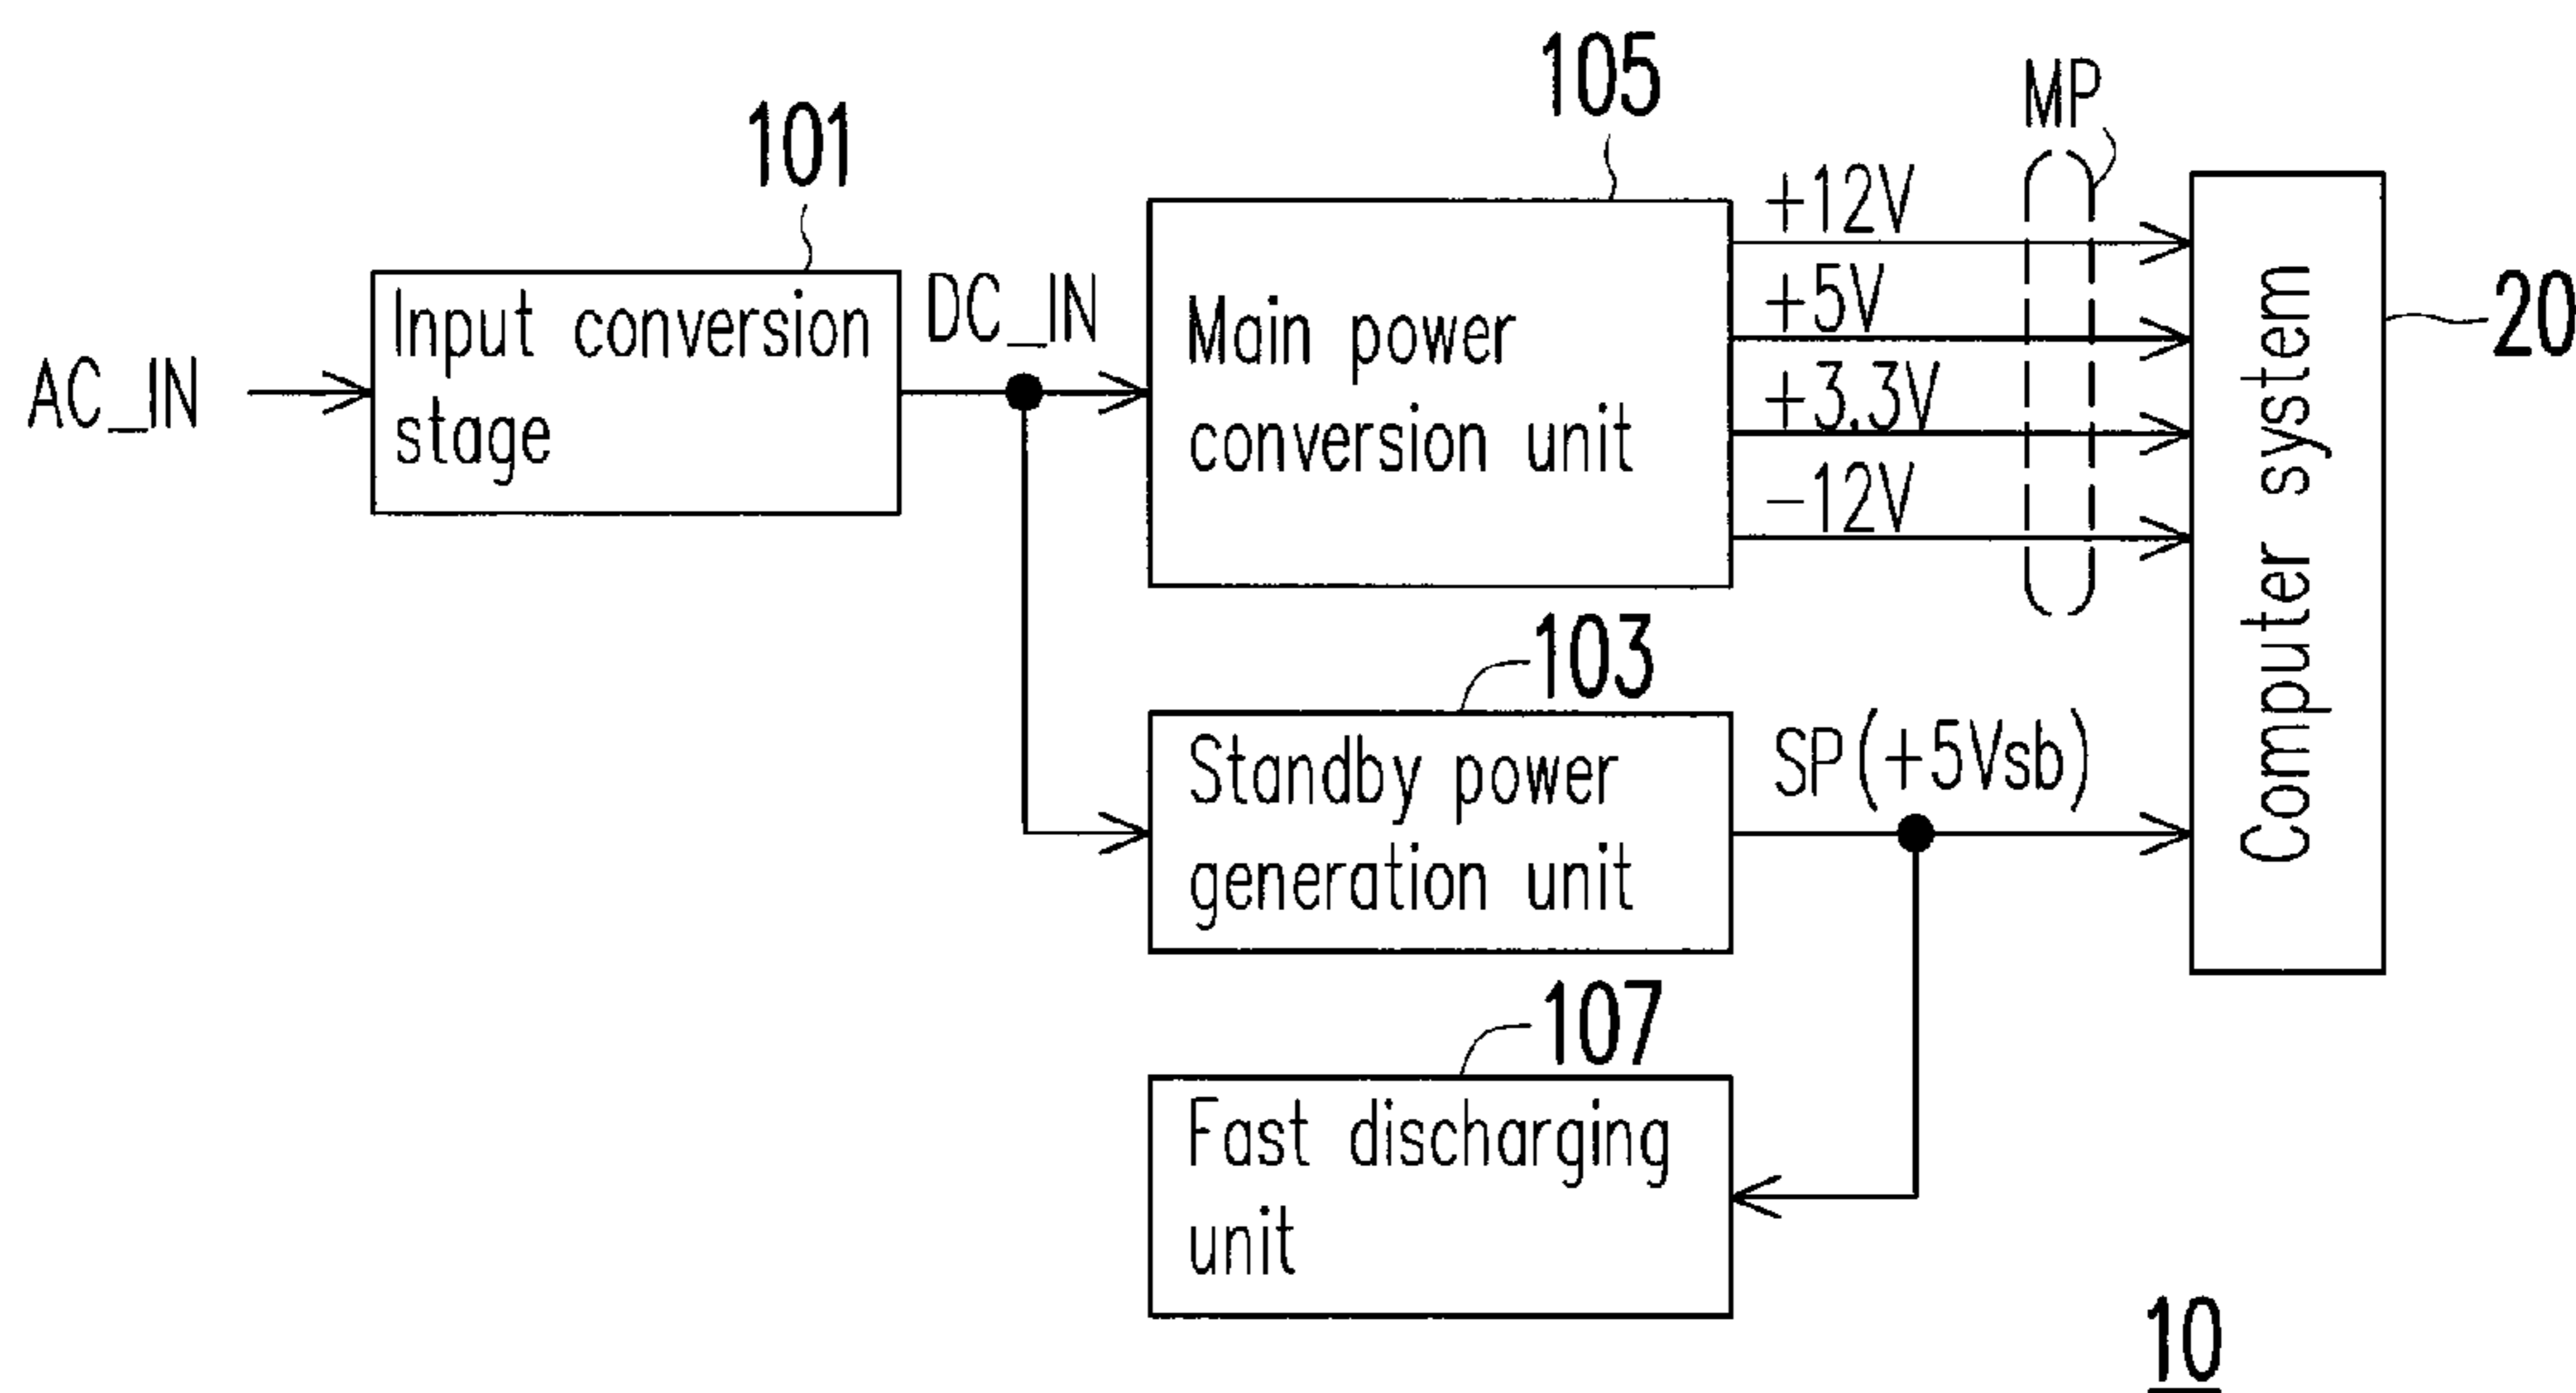 105
MP
101
+12V
DC_IN
+5V
Input conversion
stage
Main power
conversion unit
+3.3V
-12V
AC_IN
20
Computer system
103
Standby power
generation unit
SP(+5Vsb)
107
Fast discharging
unit
10